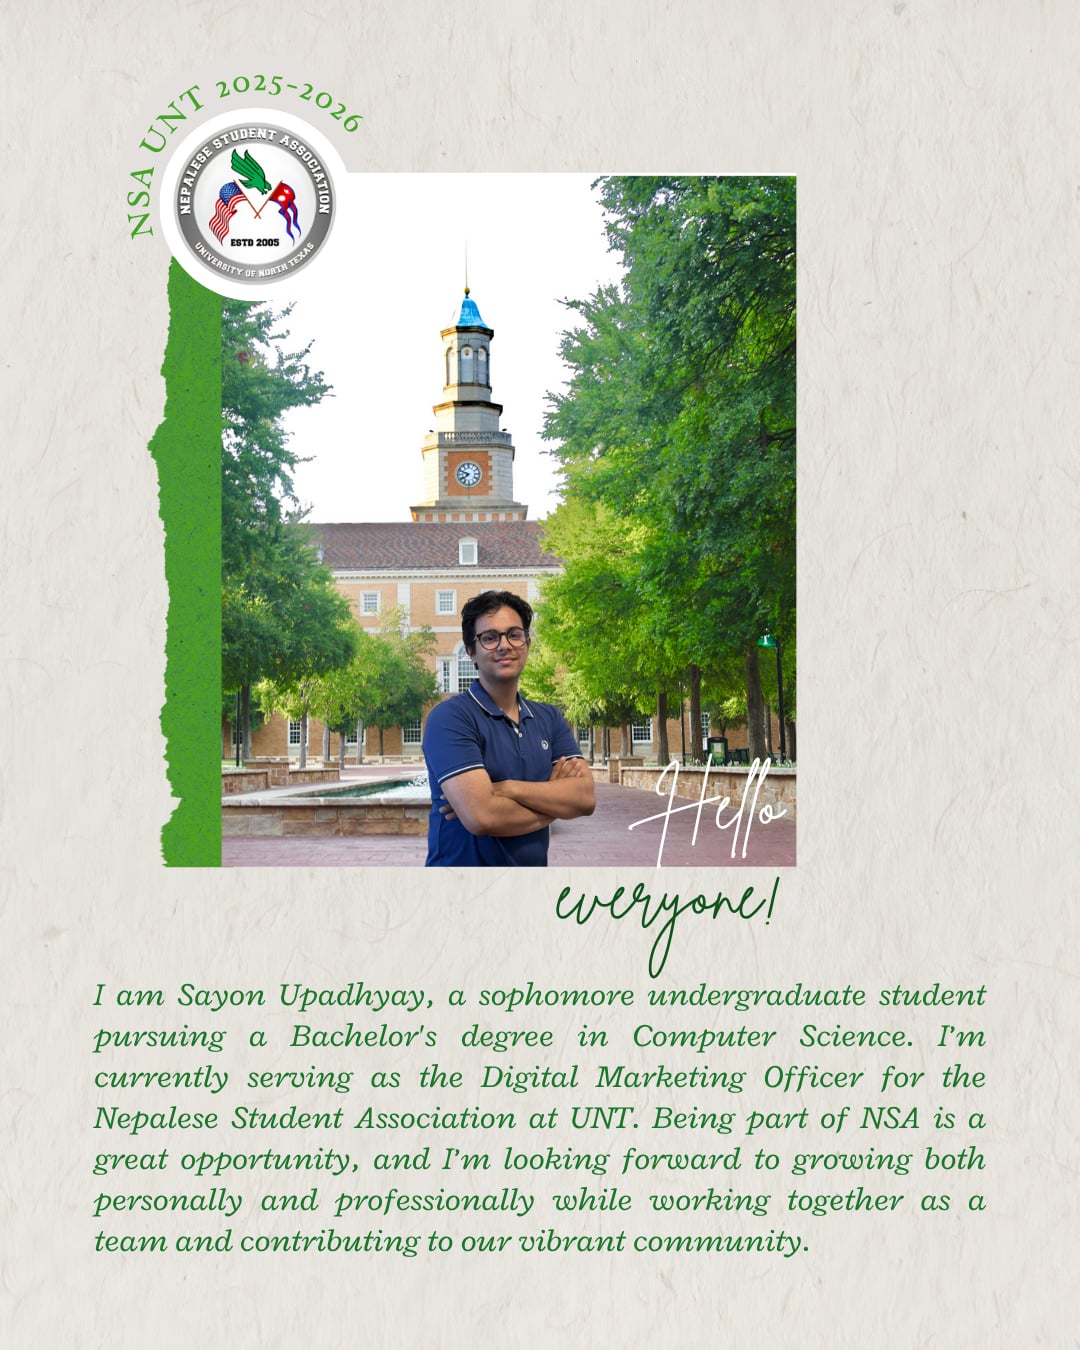 NSA UNT 2025-2026
NEPALESE STUDENT ASSOCIATION
ESTD 2005
UNIVERSITY OF NORTH TEXAS
Hello
everyone!
I am Sayon Upadhyay, a sophomore undergraduate student
pursuing a Bachelor's degree in Computer Science. I'm
currently serving as the Digital Marketing Officer for the
Nepalese Student Association at UNT. Being part of NSA is a
great opportunity, and I'm looking forward to growing both
personally and professionally while working together as a
team and contributing to our vibrant community.